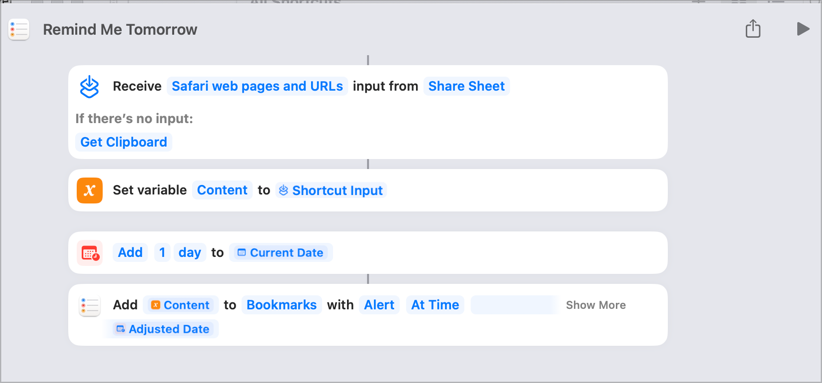 Remind Me Tomorrow
Receive Safari web pages and URLs input from Share Sheet
If there's no input:
Get Clipboard
Set variable Content to Shortcut Input
Add 1 day to Current Date
Add Content to Bookmarks with Alert At Time Show More
Adjusted Date